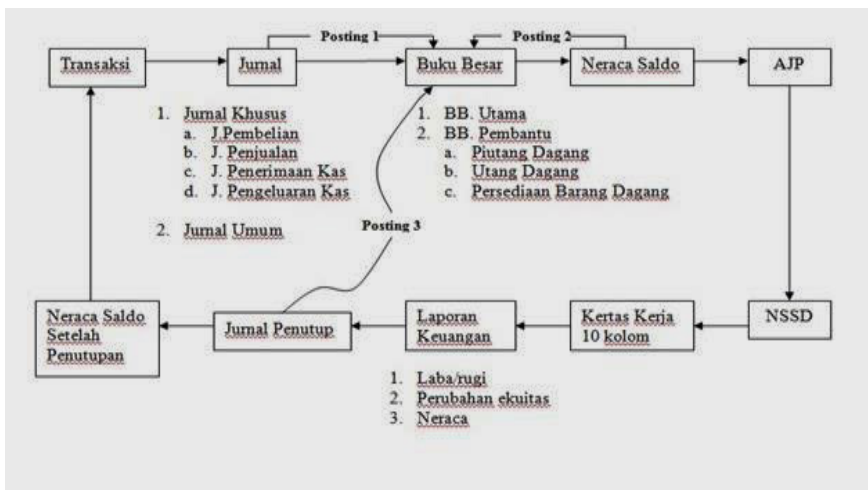 Posting 1
Posting 2
Transaksi
Jurnal
Buku Besar
Neraca Saldo
AJP
1. Jurnal Khusus
a. J.Pembelian
b. J. Penjualan
c. J. Penerimaan Kas
d. J. Pengeluaran Kas
2. Jurnal Umum
1. BB. Utama
2. BB. Pembantu
a. Piutang Dagang
b. Utang Dagang
c. Persediaan Barang Dagang
Posting 3
Neraca Saldo
Setelah
Penutupan
Jurnal Penutup
Laporan
Keuangan
Kertas Kerja
10 kolom
NSSD
1. Laba/rugi
2. Perubahan ekuitas
3. Neraca